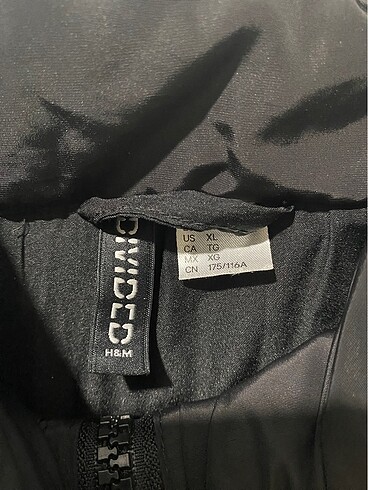 DIVIDED
H&M
US XL
CA TG
MX XG
CN 175/116A